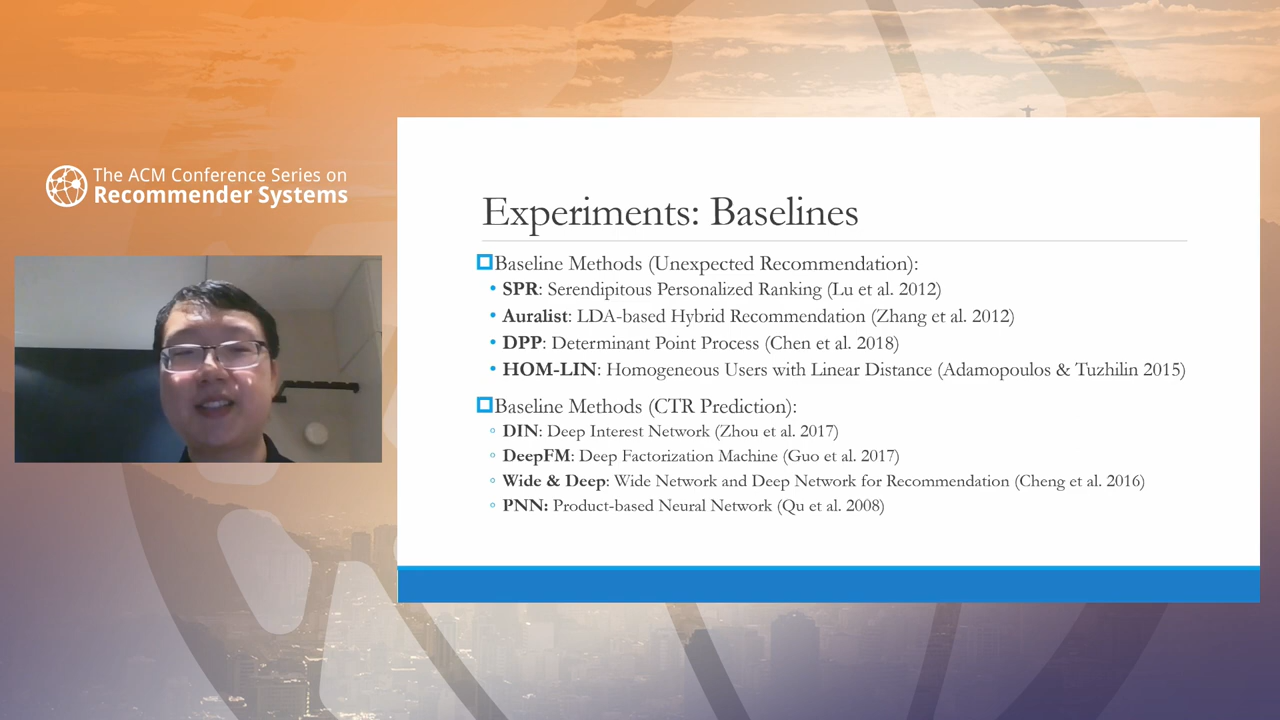 The ACM Conference Series on
Recommender Systems
Experiments: Baselines
Baseline Methods (Unexpected Recommendation):
• SPR: Serendipitous Personalized Ranking (Lu et al. 2012)
• Auralist: LDA-based Hybrid Recommendation (Zhang et al. 2012)
• DPP: Determinant Point Process (Chen et al. 2018)
• HOM-LIN: Homogeneous Users with Linear Distance (Adamopoulos & Tuzhilin 2015)
Baseline Methods (CTR Prediction):
◦ DIN: Deep Interest Network (Zhou et al. 2017)
◦ DeepFM: Deep Factorization Machine (Guo et al. 2017)
◦ Wide & Deep: Wide Network and Deep Network for Recommendation (Cheng et al. 2016)
◦ PNN: Product-based Neural Network (Qu et al. 2008)